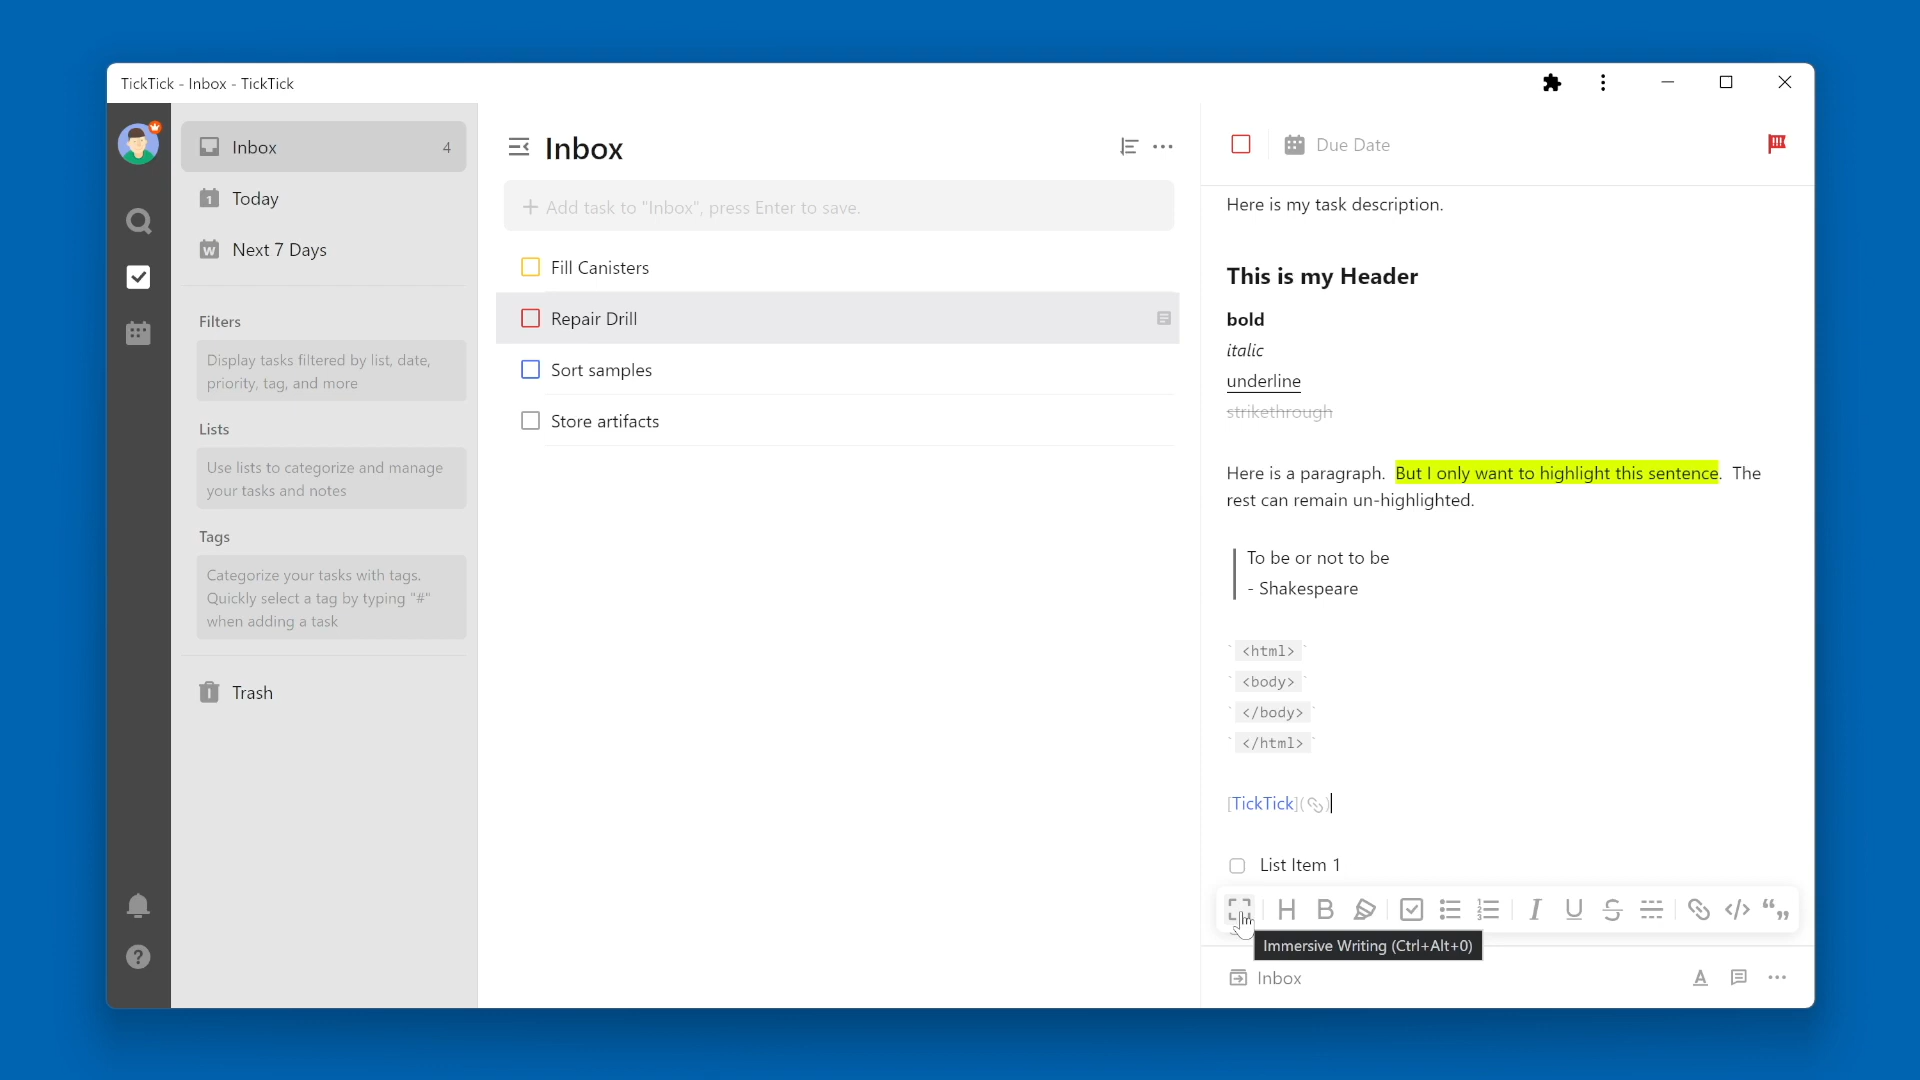 TickTick - Inbox - TickTick
Inbox 4
1 Today
W Next 7 Days
Filters
Display tasks filtered by list, date,
priority, tag, and more
Lists
Use lists to categorize and manage
your tasks and notes
Tags
Categorize your tasks with tags.
Quickly select a tag by typing "#"
when adding a task
Trash
?
Inbox
+ Add task to "Inbox", press Enter to save.
Fill Canisters
Repair Drill
Sort samples
Store artifacts
Due Date
Here is my task description.
This is my Header
bold
italic
underline
strikethrough
Here is a paragraph. But I only want to highlight this sentence. The
rest can remain un-highlighted.
To be or not to be
- Shakespeare
`<html>`
`<body>`
`</body>`
`</html>`
[TickTick]()
List Item 1
H B I U S </> “„
Immersive Writing (Ctrl+Alt+0)
Inbox A